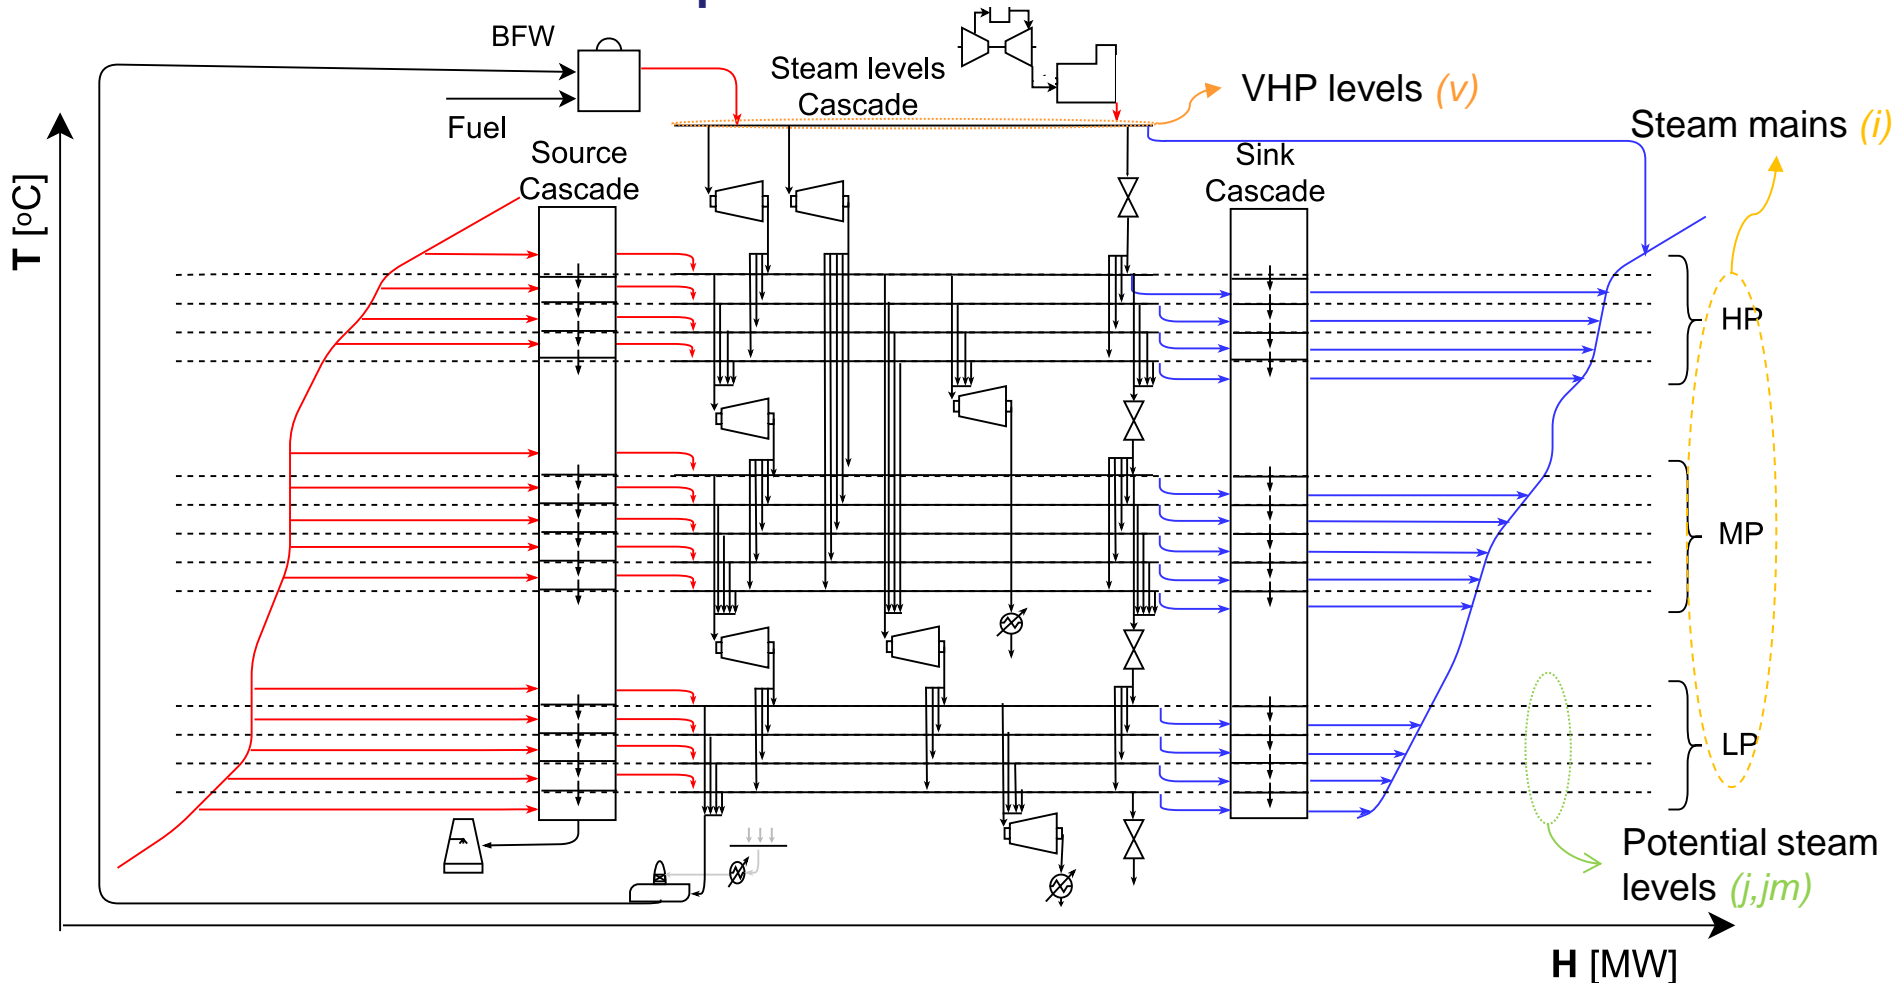 BFW
Steam levels
Cascade
VHP levels (v)
Fuel
Steam mains (i)
Source
Cascade
Sink
Cascade
T [oC]
HP
MP
LP
Potential steam
levels (j,jm)
H [MW]